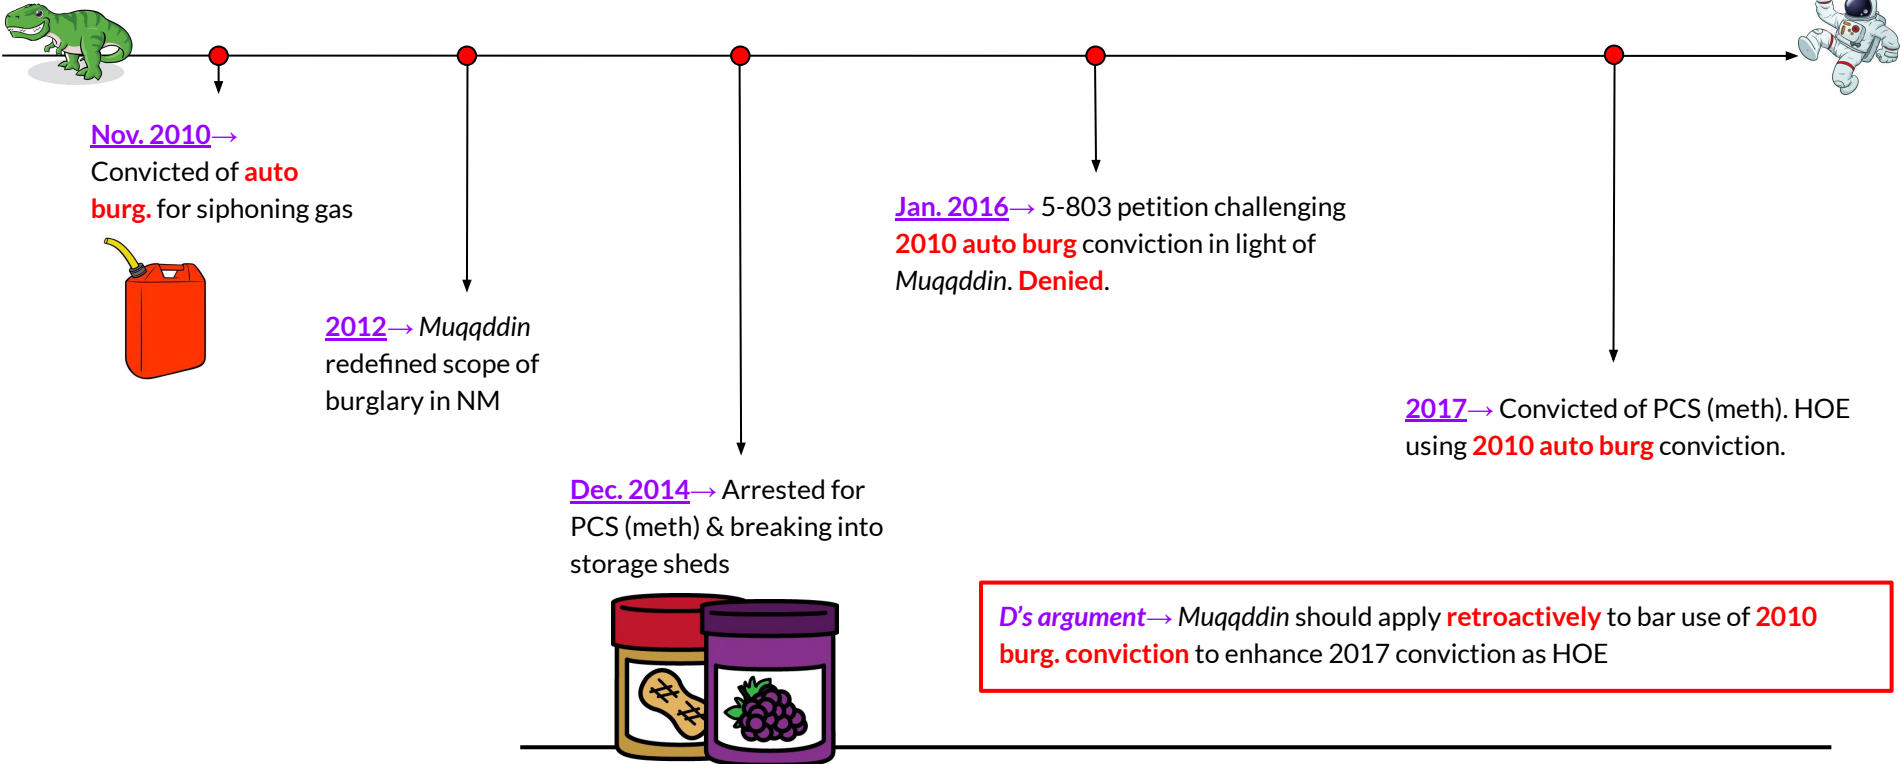 Nov. 2010→
Convicted of auto
burg. for siphoning gas
2012→ Muqqddin
redefined scope of
burglary in NM
Dec. 2014→ Arrested for
PCS (meth) & breaking into
storage sheds
Jan. 2016→ 5-803 petition challenging
2010 auto burg conviction in light of
Muqqddin. Denied.
2017→ Convicted of PCS (meth). HOE
using 2010 auto burg conviction.
D's argument→ Muqqddin should apply retroactively to bar use of 2010
burg. conviction to enhance 2017 conviction as HOE